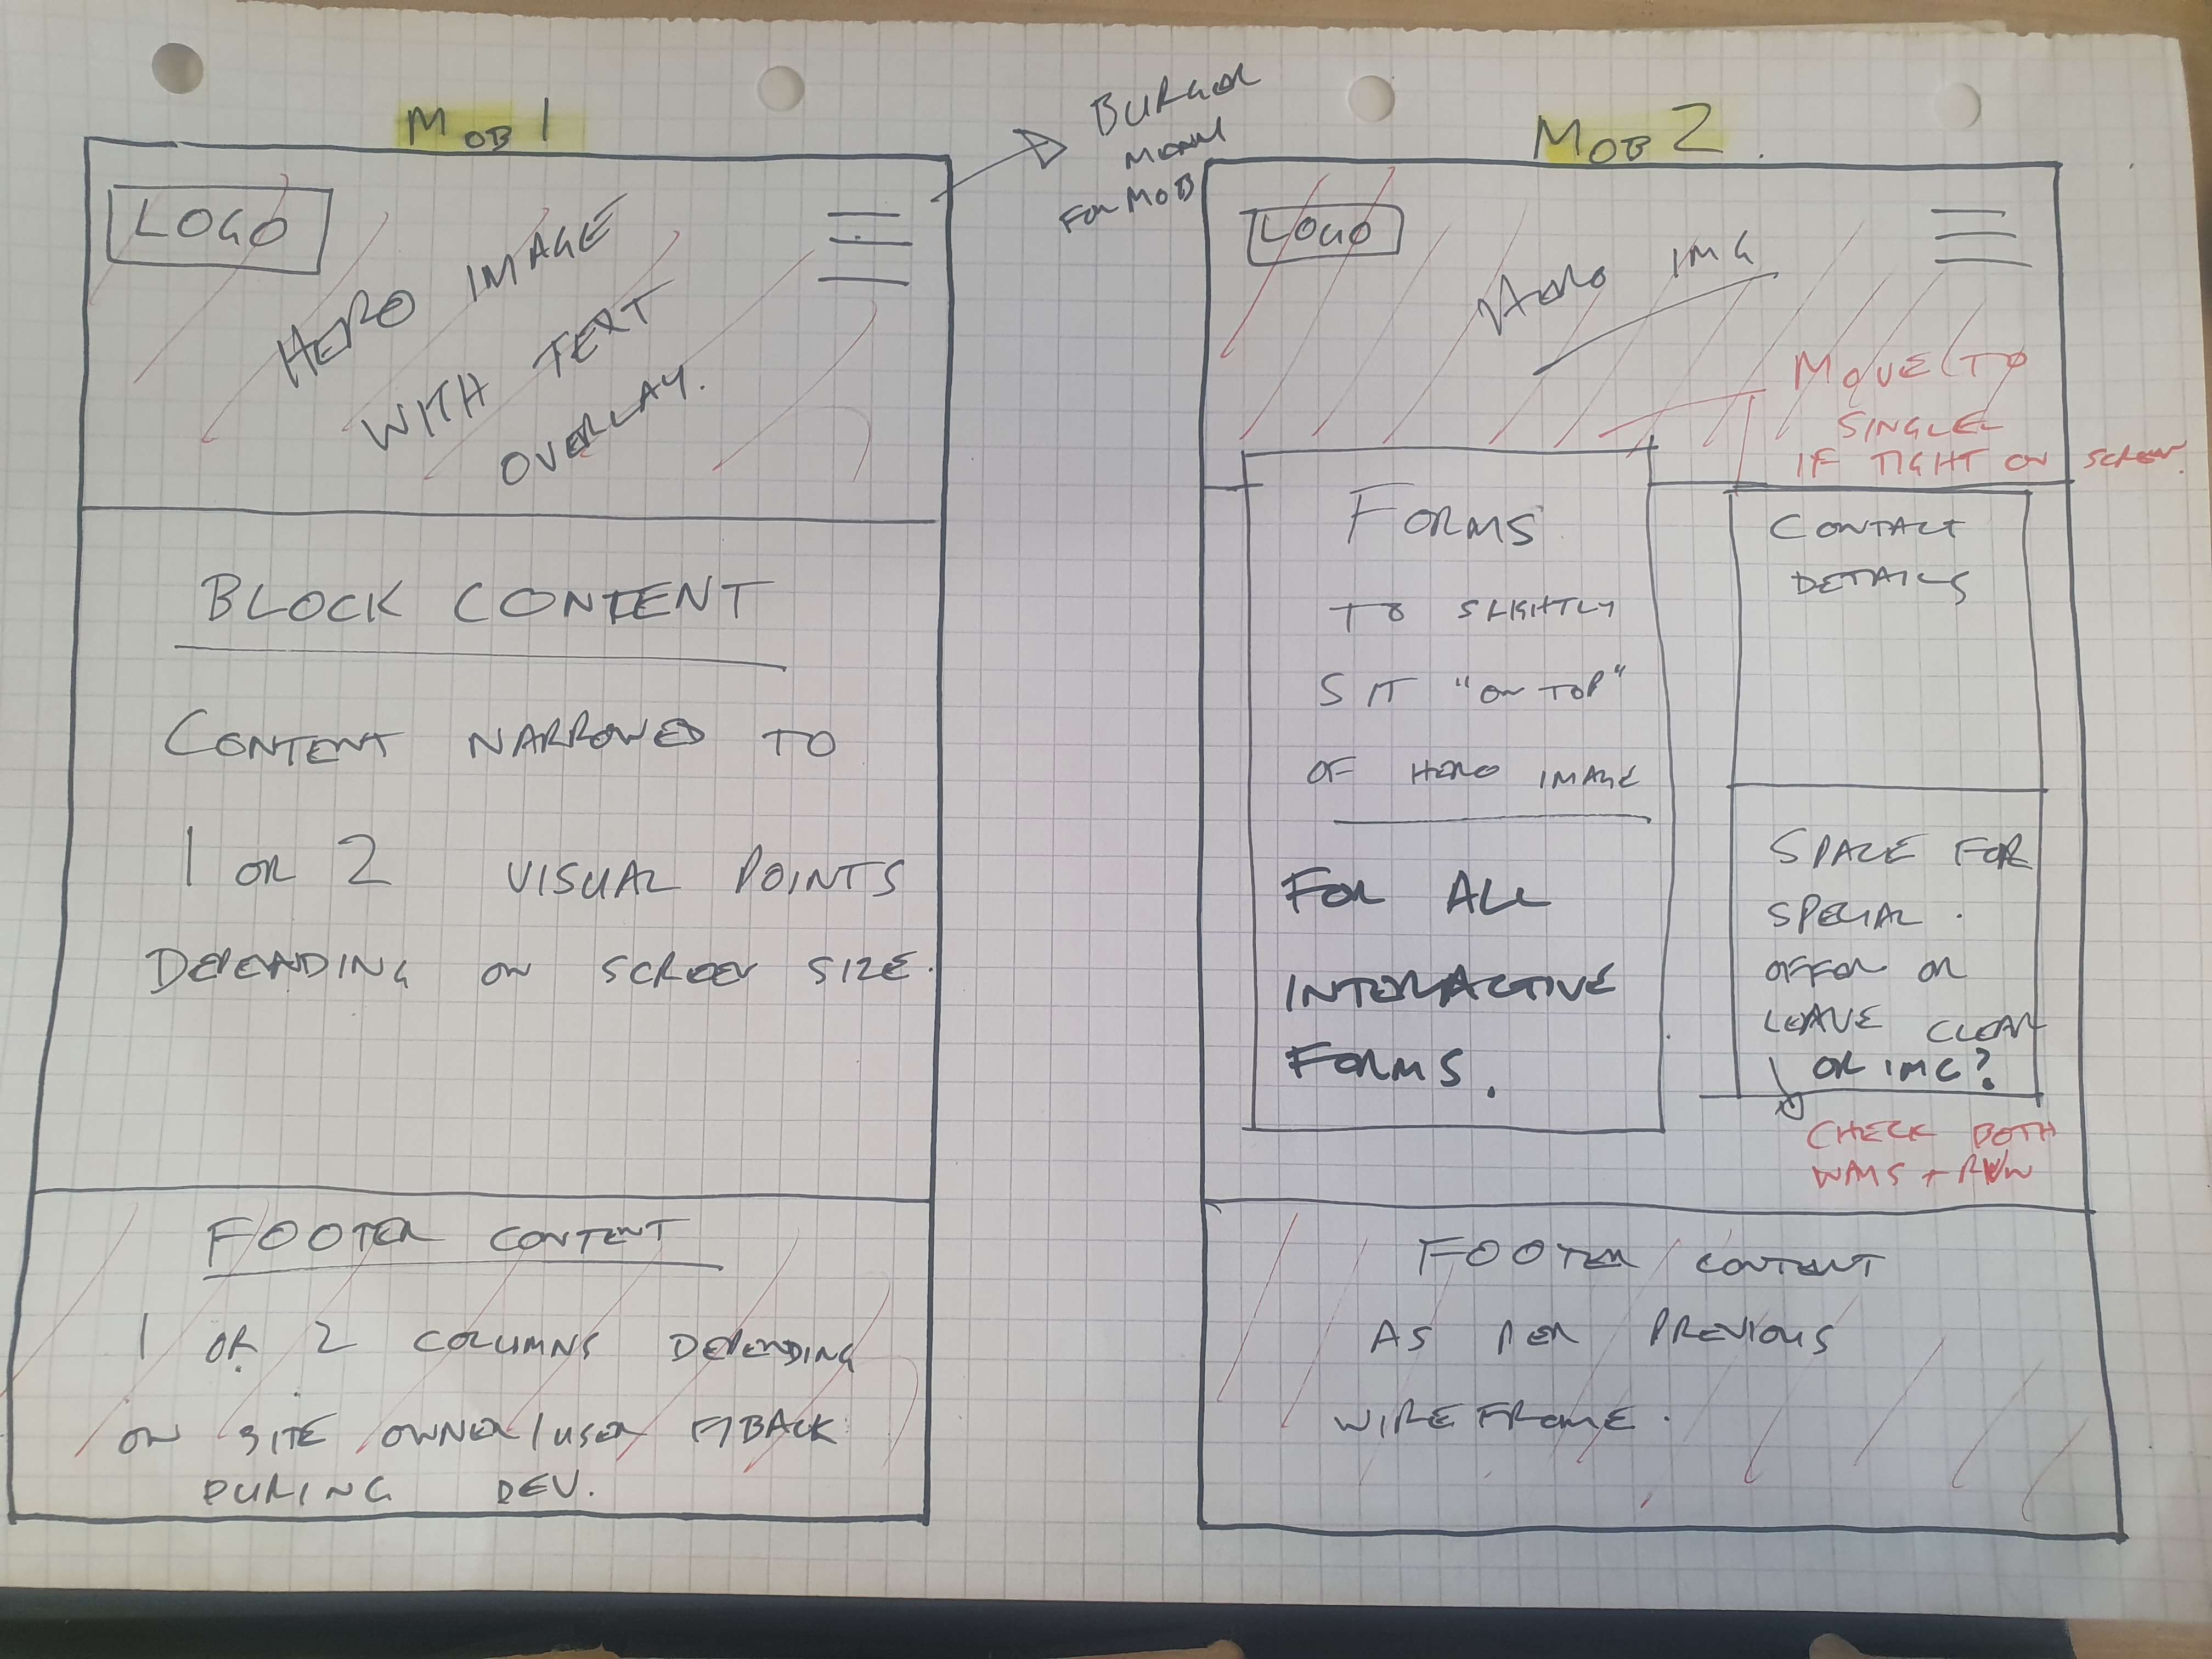 MOB 1
BURGER
MENU
FOR MOB
LOGO
HERO IMAGE
WITH TEXT
OVERLAY.
BLOCK CONTENT
CONTENT NARROWED TO
1 OR 2 VISUAL POINTS
DEPENDING ON SCREEN SIZE.
FOOTER CONTENT
1 OR 2 COLUMNS DEPENDING
ON SITE OWNER/USER F/BACK
DURING DEV.
MOB 2.
LOGO
HERO IMG
MOVE TO
SINGLE
IF TIGHT ON SCREEN.
FORMS
TO SLIGHTLY
SIT "ON TOP"
OF HERO IMAGE
FOR ALL
INTERACTIVE
FORMS.
CONTACT
DETAILS
SPACE FOR
SPECIAL.
OFFER OR
LEAVE CLEAR
OR IMG?
CHECK BOTH
WAYS +
FOOTER CONTENT
AS PER PREVIOUS
WIREFRAME.